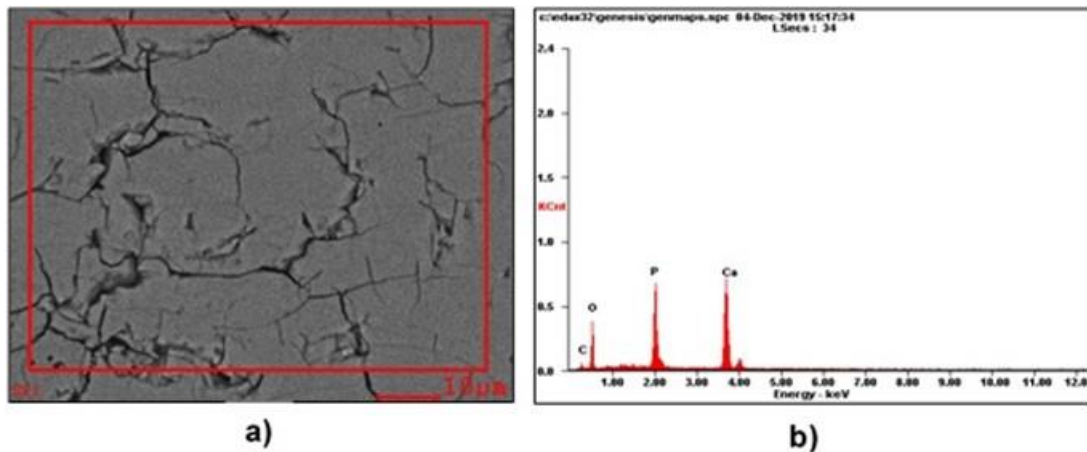 10µm
a)
c:\edax32\genesis\genmaps.spc 04-Dec-2019 15:17:34
LSecs : 34
2.4
2.0
1.5
KCnt
1.0
0.5
0.0
C
O
P
Ca
1.00 2.00 3.00 4.00 5.00 6.00 7.00 8.00 9.00 10.00 11.00 12.0
Energy - keV
b)